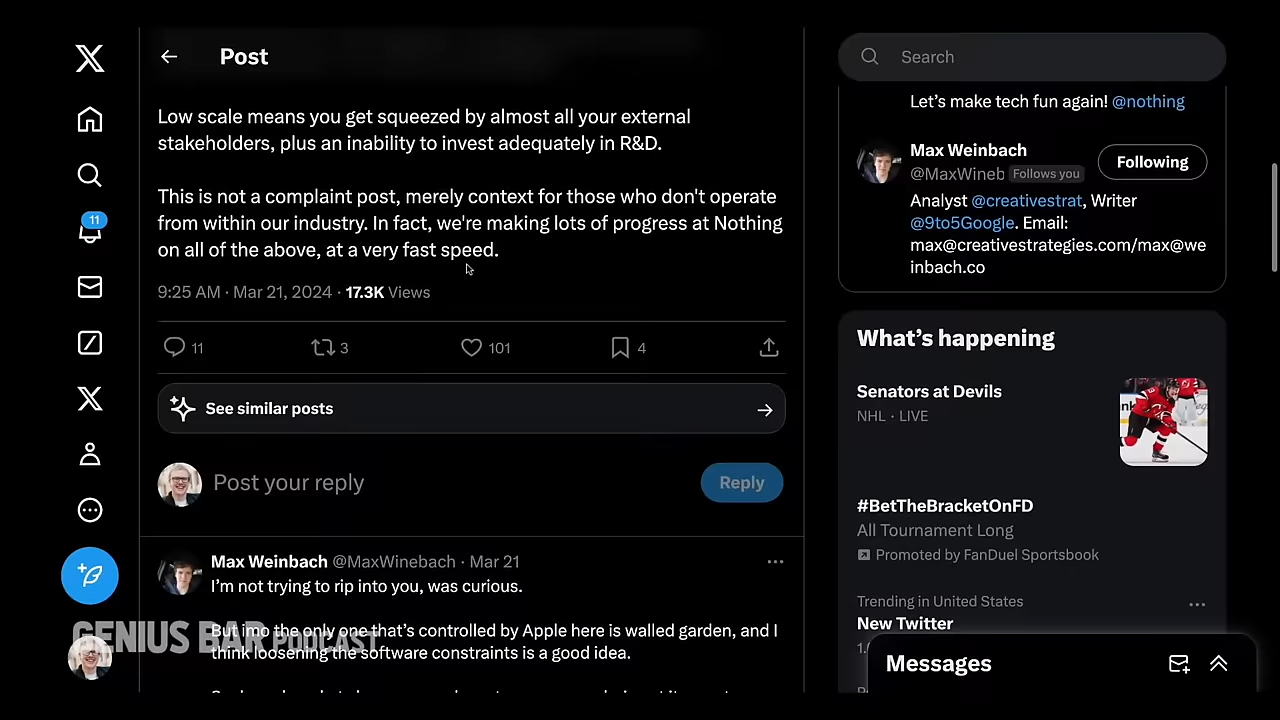 Post
Low scale means you get squeezed by almost all your external
stakeholders, plus an inability to invest adequately in R&D.
This is not a complaint post, merely context for those who don't operate
from within our industry. In fact, we're making lots of progress at Nothing
on all of the above, at a very fast speed.
9:25 AM · Mar 21, 2024 · 17.3K Views
11
3
101
4
See similar posts
Post your reply
Reply
Max Weinbach @MaxWinebach · Mar 21
I'm not trying to rip into you, was curious.
But imo the only one that's controlled by Apple here is walled garden, and I
think loosening the software constraints is a good idea.
GENIUS BAR PODCAST
11
Search
Let's make tech fun again! @nothing
Max Weinbach
@MaxWineb Follows you
Following
Analyst @creativestrat, Writer
@9to5Google. Email:
max@creativestrategies.com/max@we
inbach.co
What's happening
Senators at Devils
NHL · LIVE
#BetTheBracketOnFD
All Tournament Long
Promoted by FanDuel Sportsbook
Trending in United States
New Twitter
Messages